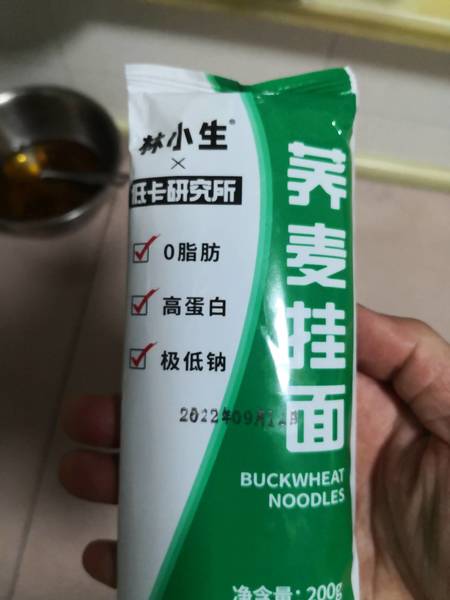 林小生®
×
低卡研究所
0脂肪
高蛋白
极低钠
荞麦挂面
BUCKWHEAT
NOODLES
净含量：200g